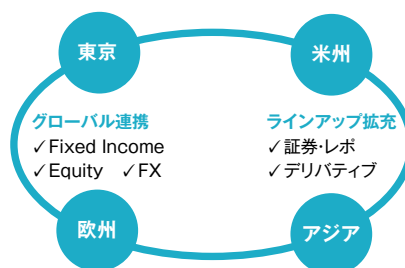 東京
米州
グローバル連携
✓Fixed Income
✓Equity ✓FX
ラインアップ拡充
✓証券・レポ
✓デリバティブ
欧州
アジア